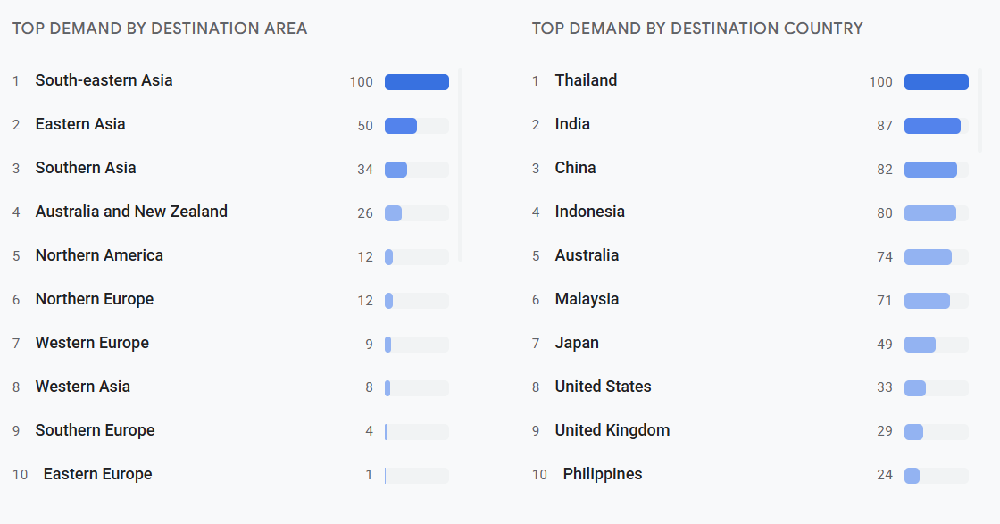 TOP DEMAND BY DESTINATION AREA
1 South-eastern Asia 100
2 Eastern Asia 50
3 Southern Asia 34
4 Australia and New Zealand 26
5 Northern America 12
6 Northern Europe 12
7 Western Europe 9
8 Western Asia 8
9 Southern Europe 4
10 Eastern Europe 1
TOP DEMAND BY DESTINATION COUNTRY
1 Thailand 100
2 India 87
3 China 82
4 Indonesia 80
5 Australia 74
6 Malaysia 71
7 Japan 49
8 United States 33
9 United Kingdom 29
10 Philippines 24